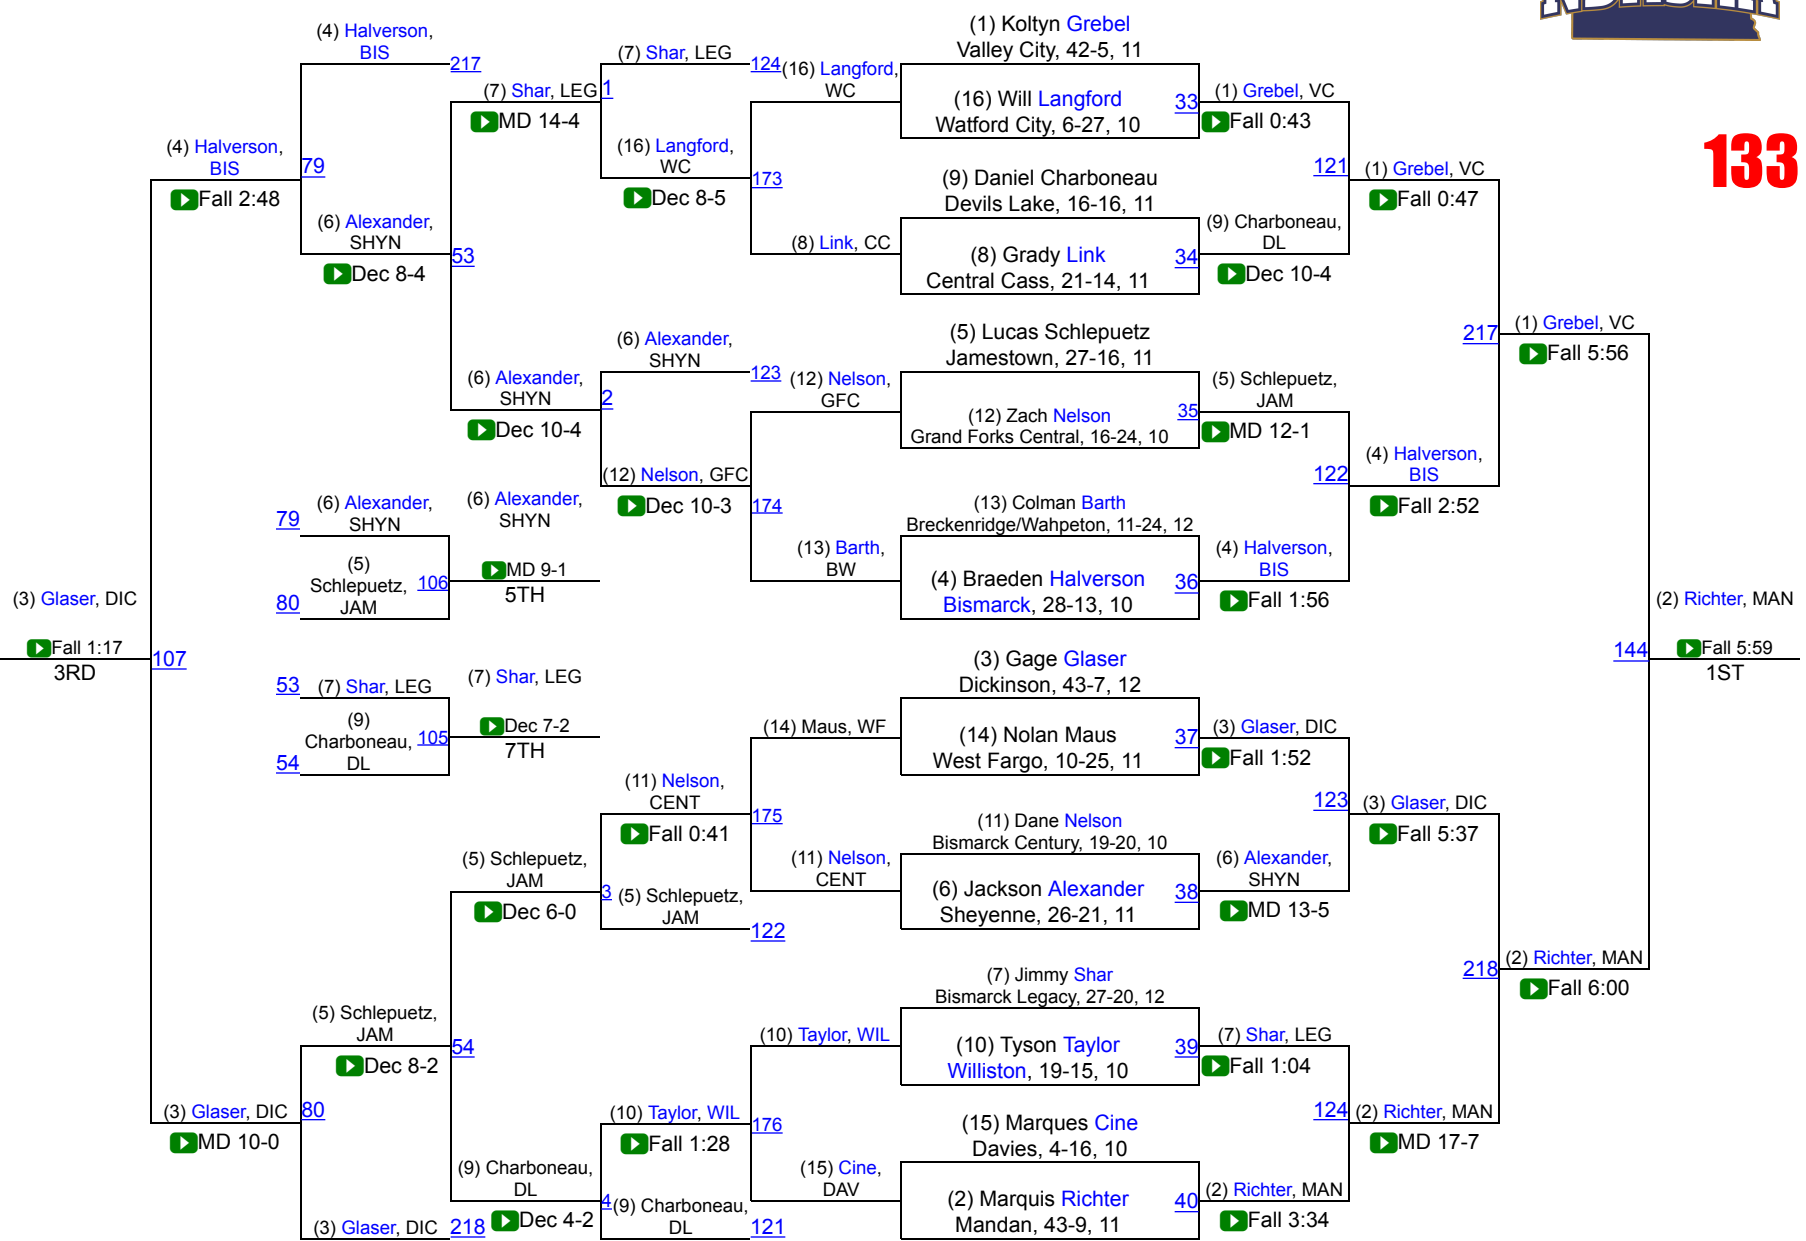 NDHSAA
133
(4) Halverson,
BIS
217
(7) Shar, LEG
1
MD 14-4
(4) Halverson,
BIS
79
Fall 2:48
(6) Alexander,
SHYN
53
Dec 8-4
(7) Shar, LEG
124
(16) Langford,
WC
173
Dec 8-5
(16) Langford,
WC
(8) Link, CC
(6) Alexander,
SHYN
2
Dec 10-4
(6) Alexander,
SHYN
123
(12) Nelson, GFC
174
Dec 10-3
(12) Nelson,
GFC
(13) Barth,
BW
79
(6) Alexander,
SHYN
80
(5)
Schlepuetz,
JAM
106
(6) Alexander,
SHYN
MD 9-1
5TH
(3) Glaser, DIC
107
Fall 1:17
3RD
53
(7) Shar, LEG
54
(9)
Charboneau,
DL
105
(7) Shar, LEG
Dec 7-2
7TH
(14) Maus, WF
(11) Nelson,
CENT
175
Fall 0:41
(11) Nelson,
CENT
(5) Schlepuetz,
JAM
3
Dec 6-0
(5) Schlepuetz,
JAM
122
(5) Schlepuetz,
JAM
54
Dec 8-2
(10) Taylor, WIL
(3) Glaser, DIC
80
MD 10-0
(10) Taylor, WIL
176
Fall 1:28
(15) Cine,
DAV
(9) Charboneau,
DL
4
Dec 4-2
(9) Charboneau,
DL
121
(3) Glaser, DIC
218
(1) Koltyn Grebel
Valley City, 42-5, 11
(16) Will Langford
Watford City, 6-27, 10
33
(9) Daniel Charboneau
Devils Lake, 16-16, 11
(8) Grady Link
Central Cass, 21-14, 11
34
(5) Lucas Schlepuetz
Jamestown, 27-16, 11
(12) Zach Nelson
Grand Forks Central, 16-24, 10
35
(13) Colman Barth
Breckenridge/Wahpeton, 11-24, 12
(4) Braeden Halverson
Bismarck, 28-13, 10
36
(3) Gage Glaser
Dickinson, 43-7, 12
(14) Nolan Maus
West Fargo, 10-25, 11
37
(11) Dane Nelson
Bismarck Century, 19-20, 10
(6) Jackson Alexander
Sheyenne, 26-21, 11
38
(7) Jimmy Shar
Bismarck Legacy, 27-20, 12
(10) Tyson Taylor
Williston, 19-15, 10
39
(15) Marques Cine
Davies, 4-16, 10
(2) Marquis Richter
Mandan, 43-9, 11
40
(1) Grebel, VC
Fall 0:43
121
(9) Charboneau,
DL
Dec 10-4
(5) Schlepuetz,
JAM
MD 12-1
122
(4) Halverson,
BIS
Fall 1:56
(3) Glaser, DIC
Fall 1:52
123
(6) Alexander,
SHYN
MD 13-5
(7) Shar, LEG
Fall 1:04
124
(2) Richter, MAN
Fall 3:34
(1) Grebel, VC
Fall 0:47
217
(4) Halverson,
BIS
Fall 2:52
(3) Glaser, DIC
Fall 5:37
218
(2) Richter, MAN
MD 17-7
(1) Grebel, VC
Fall 5:56
144
(2) Richter, MAN
Fall 6:00
(2) Richter, MAN
Fall 5:59
1ST